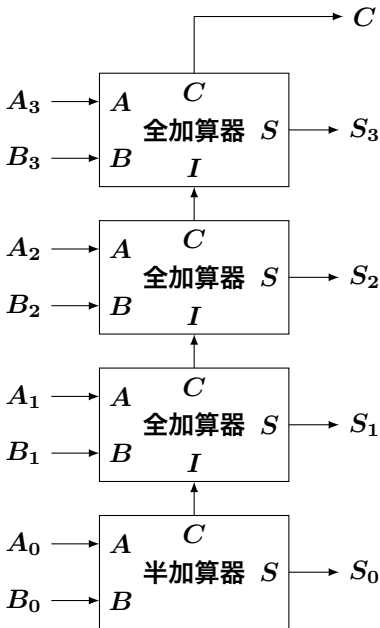 C
A₃ A C
全加算器 S S₃
B₃ B I
A₂ A C
全加算器 S S₂
B₂ B I
A₁ A C
全加算器 S S₁
B₁ B I
A₀ A C
半加算器 S S₀
B₀ B